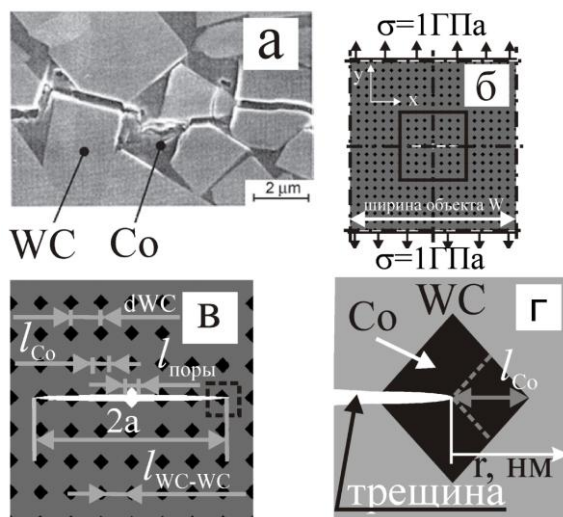 а
2 μm
WC
Co
σ=1ГПа
б
y
x
ширина объекта W
σ=1ГПа
в
dWC
lCo
lпоры
2a
lWC-WC
г
WC
Co
lCo
r, нм
трещина